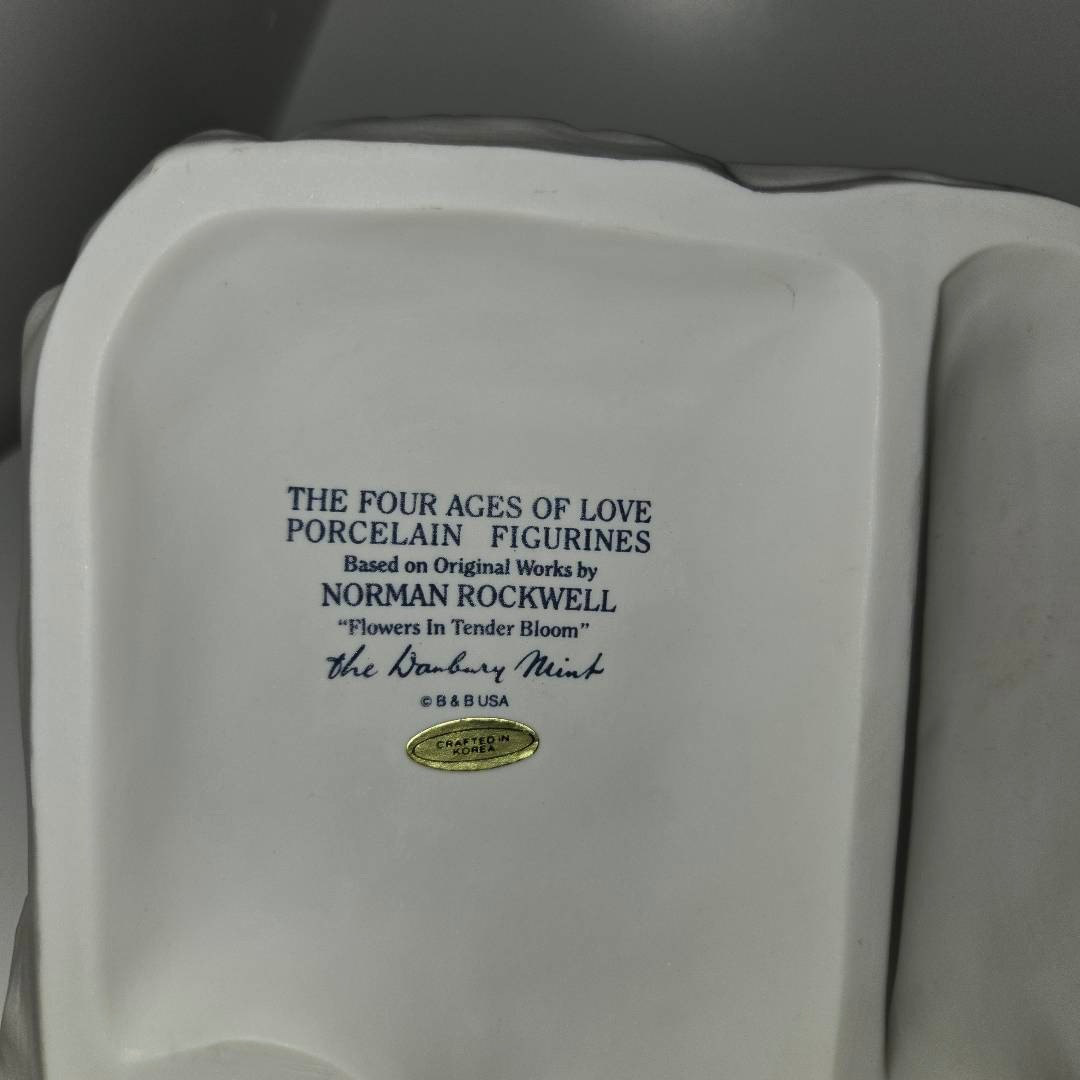 THE FOUR AGES OF LOVE
PORCELAIN FIGURINES
Based on Original Works by
NORMAN ROCKWELL
“Flowers In Tender Bloom”
the Danbury Mint
© B & B USA
CRAFTED IN
KOREA